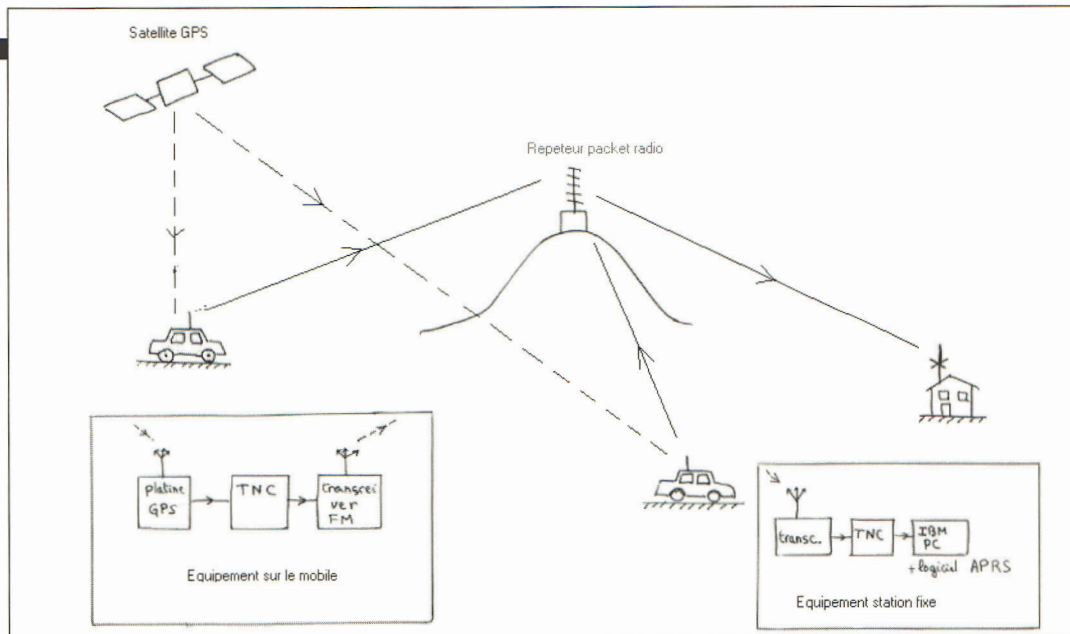 Satellite GPS
Repeteur packet radio
platine
GPS
TNC
transcei
ver
FM
Equipement sur le mobile
transc.
TNC
IBM
PC
+ logiciel APRS
Equipement station fixe